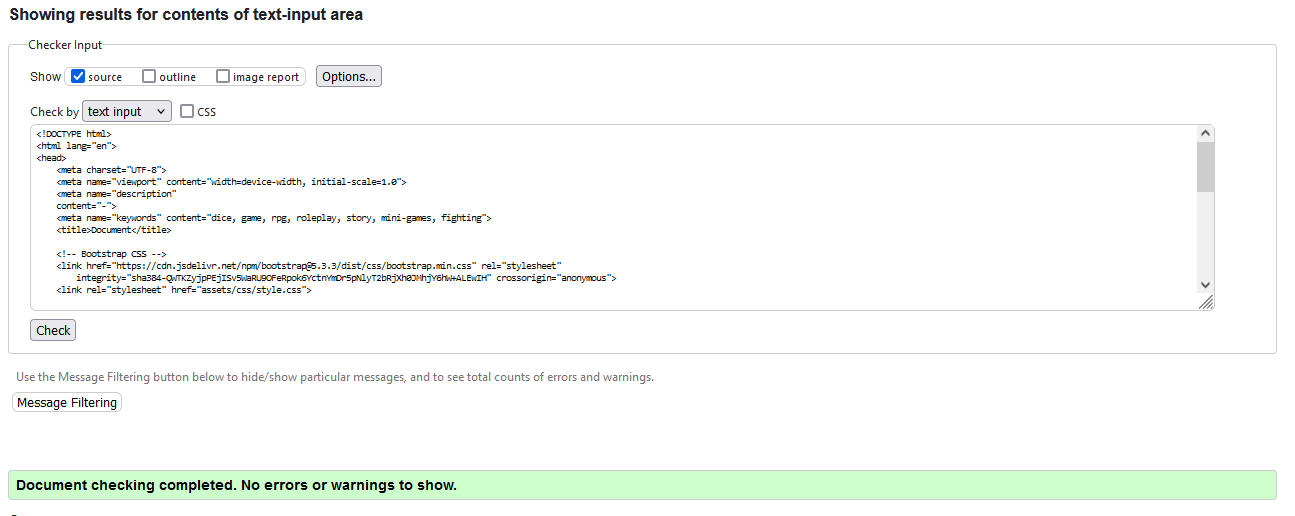 Showing results for contents of text-input area
Checker Input
Show source outline image report Options...
Check by text input CSS
<!DOCTYPE html>
<html lang="en">
<head>
<meta charset="UTF-8">
<meta name="viewport" content="width=device-width, initial-scale=1.0">
<meta name="description"
content="-">
<meta name="keywords" content="dice, game, rpg, roleplay, story, mini-games, fighting">
<title>Document</title>
<!-- Bootstrap CSS -->
<link href="https://cdn.jsdelivr.net/npm/bootstrap@5.3.3/dist/css/bootstrap.min.css" rel="stylesheet"
integrity="sha384-QWTKZyjpPEjISv5WaRU9OFeRpok6YctnYmDr5pNlyT2bRjXh0JMhjY6hW+ALEwIH" crossorigin="anonymous">
<link rel="stylesheet" href="assets/css/style.css">
Check
Use the Message Filtering button below to hide/show particular messages, and to see total counts of errors and warnings.
Message Filtering
Document checking completed. No errors or warnings to show.